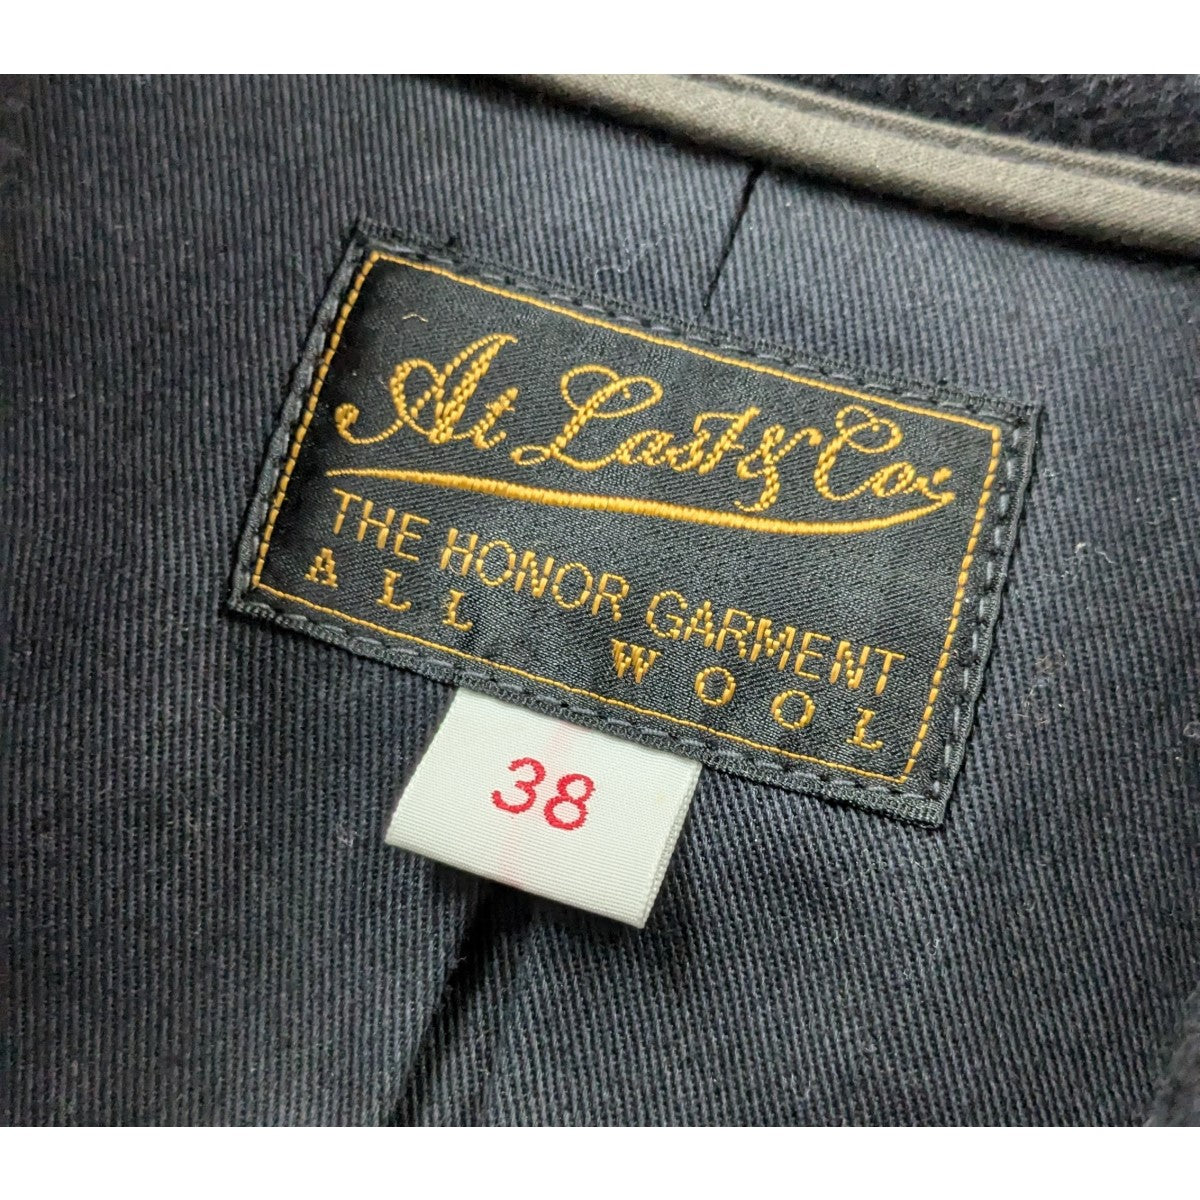 At Last & Co.
THE HONOR GARMENT
ALL WOOL
38